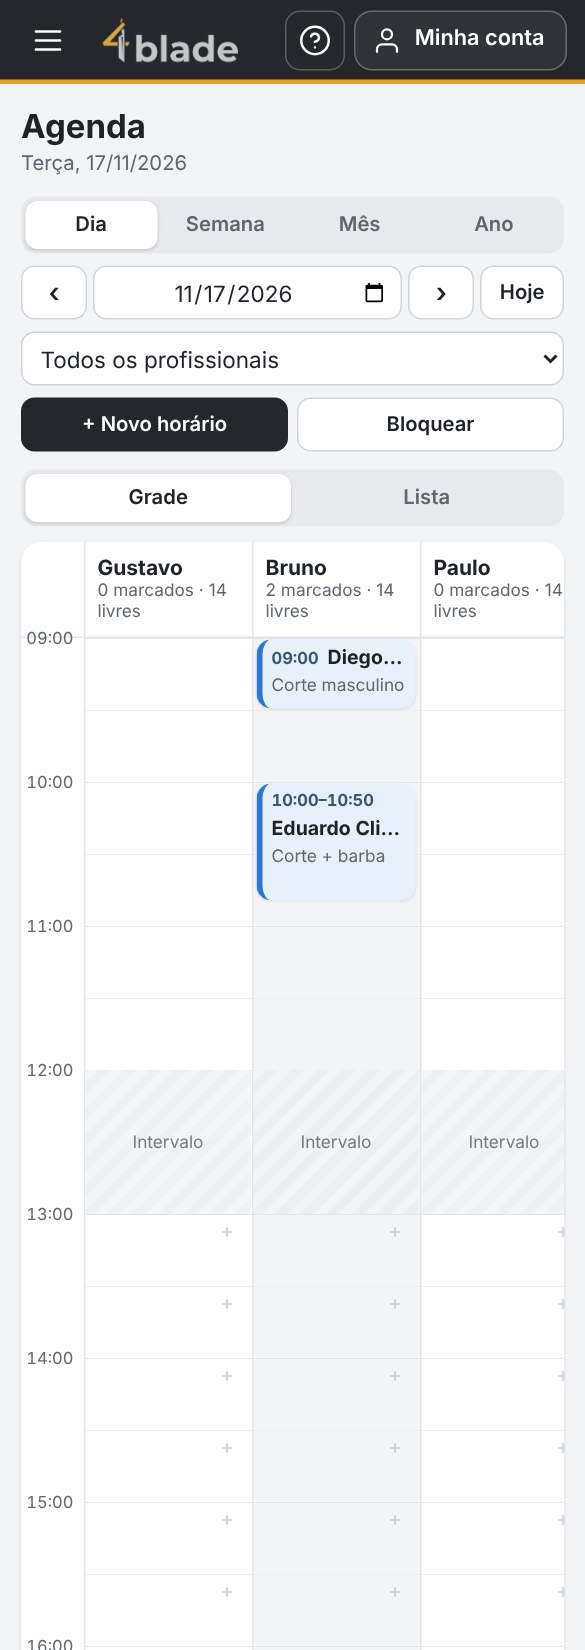 4blade
Minha conta
Agenda
Terça, 17/11/2026
Dia Semana Mês Ano
‹ 11/17/2026 › Hoje
Todos os profissionais
+ Novo horário Bloquear
Grade Lista
Gustavo Bruno Paulo
0 marcados · 14 2 marcados · 14 0 marcados · 14
livres livres livres
09:00
09:00 Diego...
Corte masculino
10:00
10:00–10:50
Eduardo Cli...
Corte + barba
11:00
12:00
Intervalo Intervalo Intervalo
13:00
+ + +
+ + +
14:00
+ + +
+ + +
15:00
+ + +
+ + +
16:00